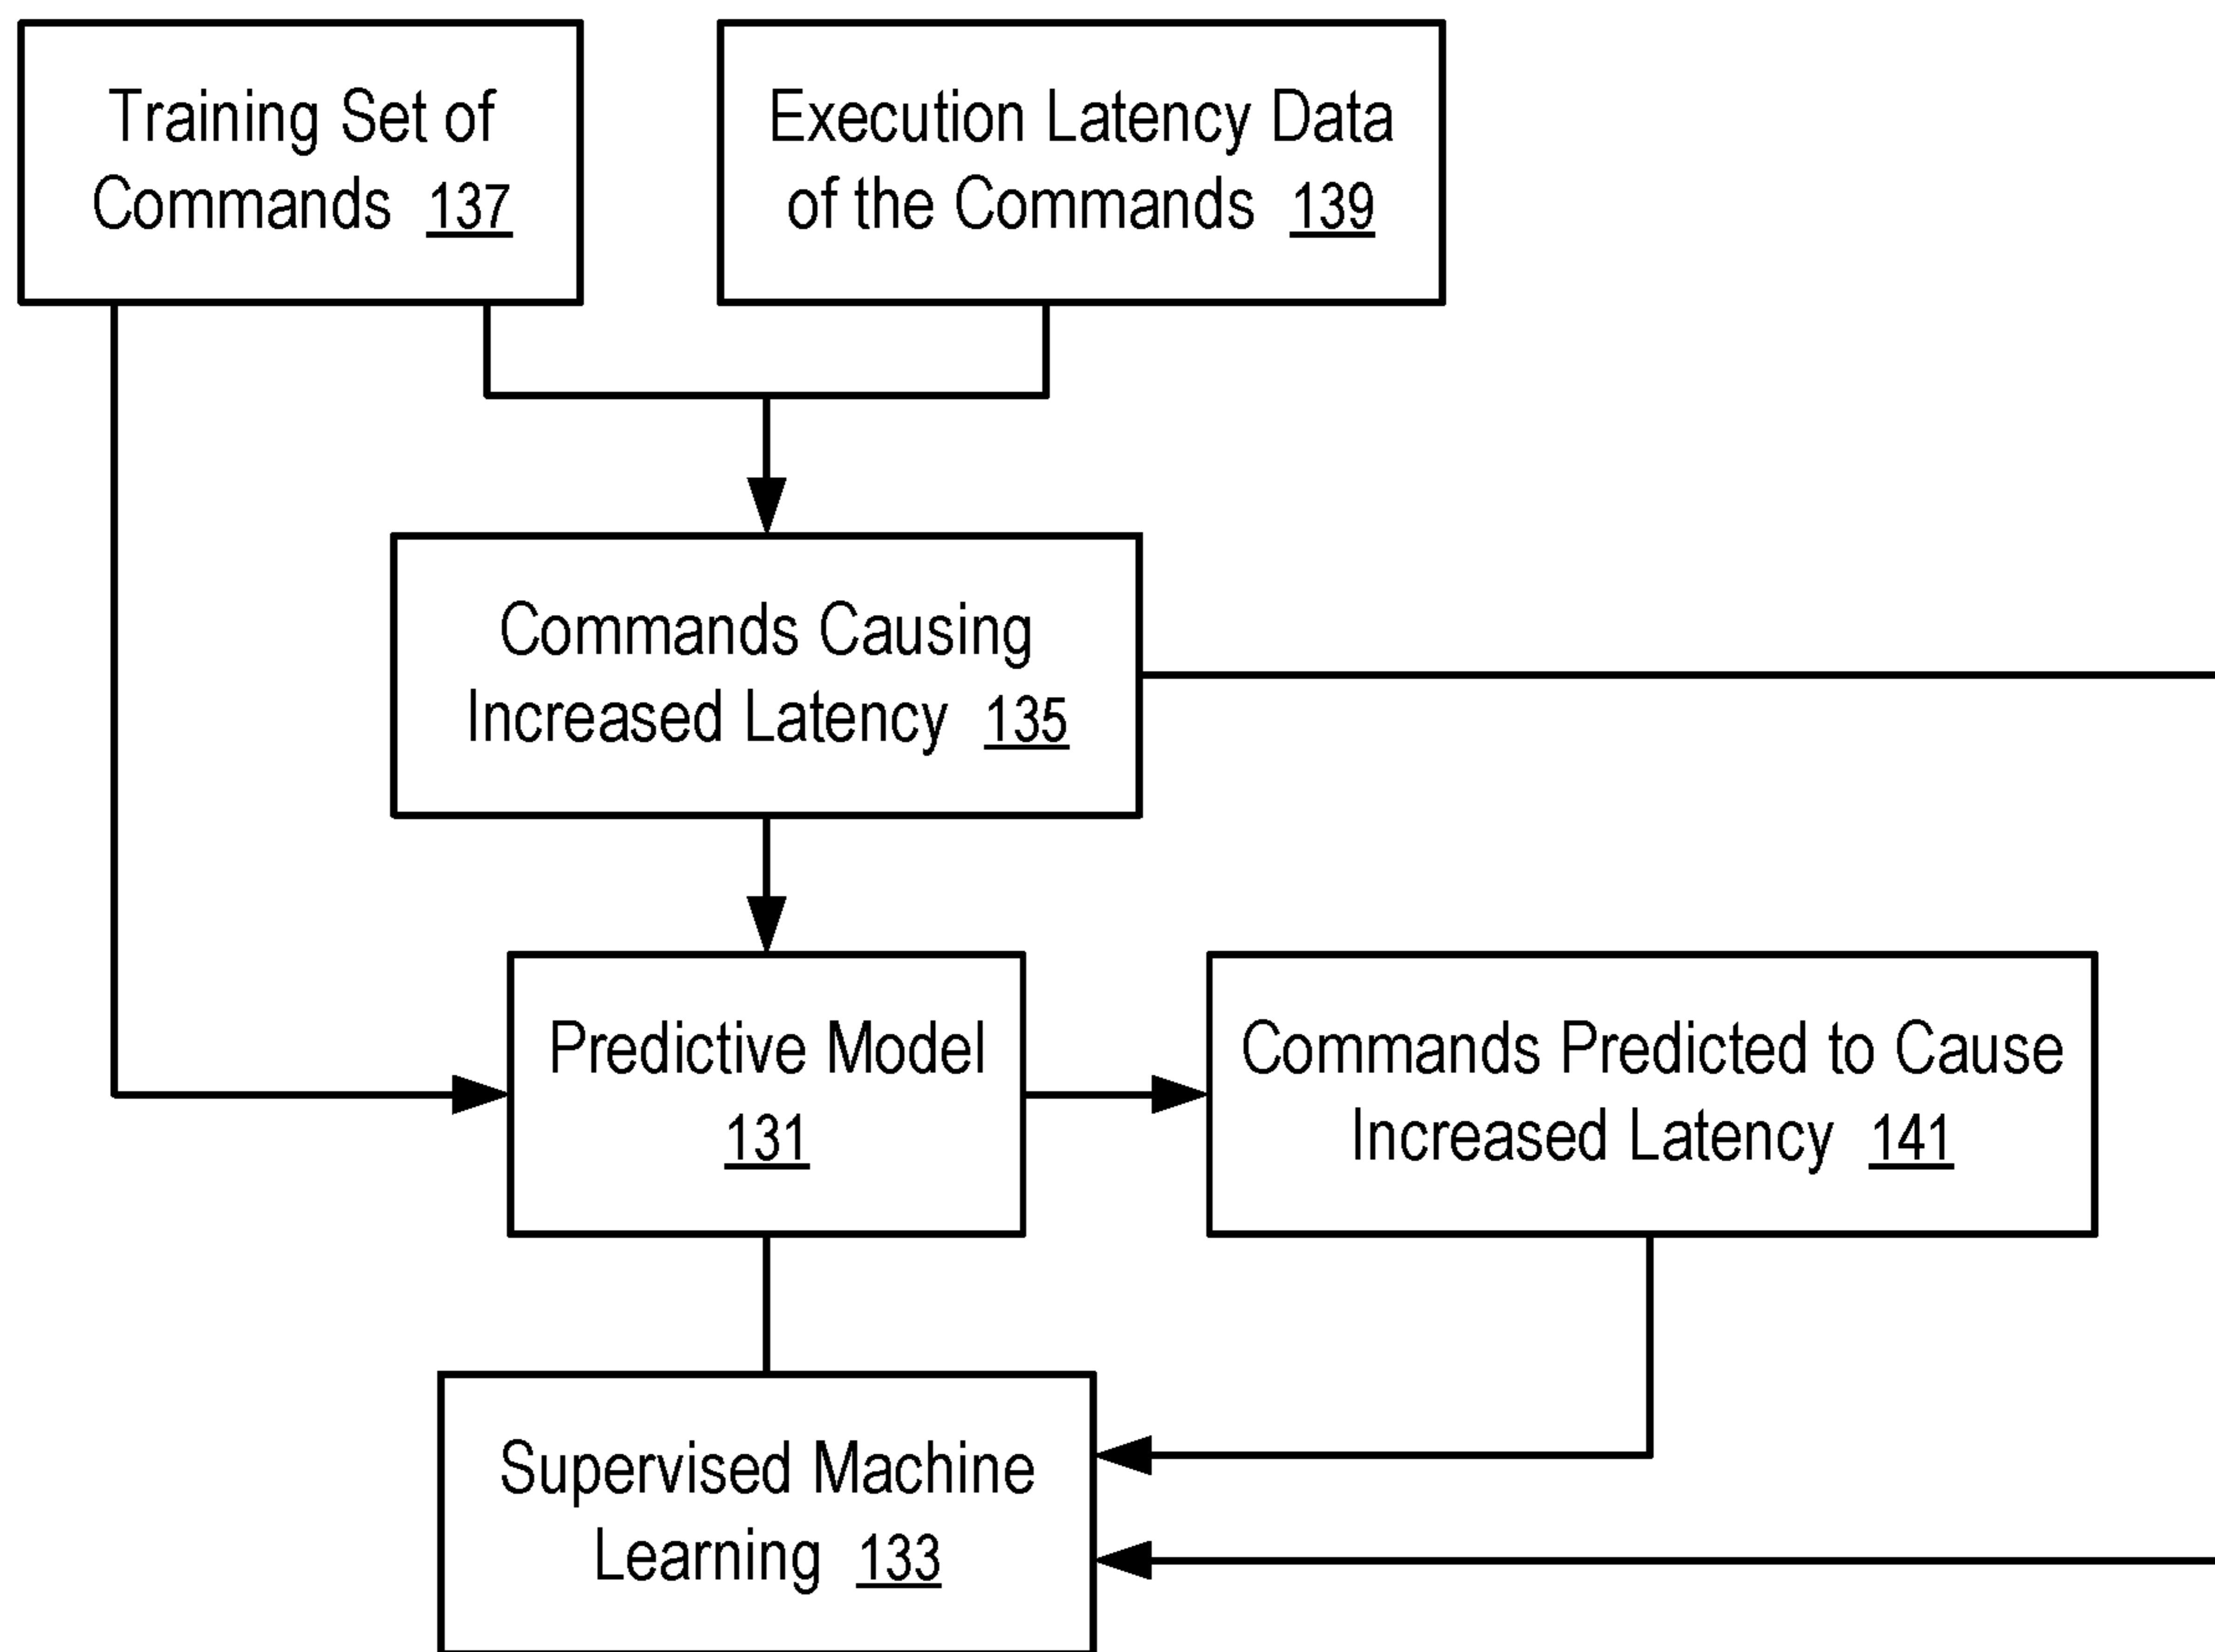 Training Set of
Commands 137
Execution Latency Data
of the Commands 139
Commands Causing
Increased Latency 135
Predictive Model
131
Commands Predicted to Cause
Increased Latency 141
Supervised Machine
Learning 133